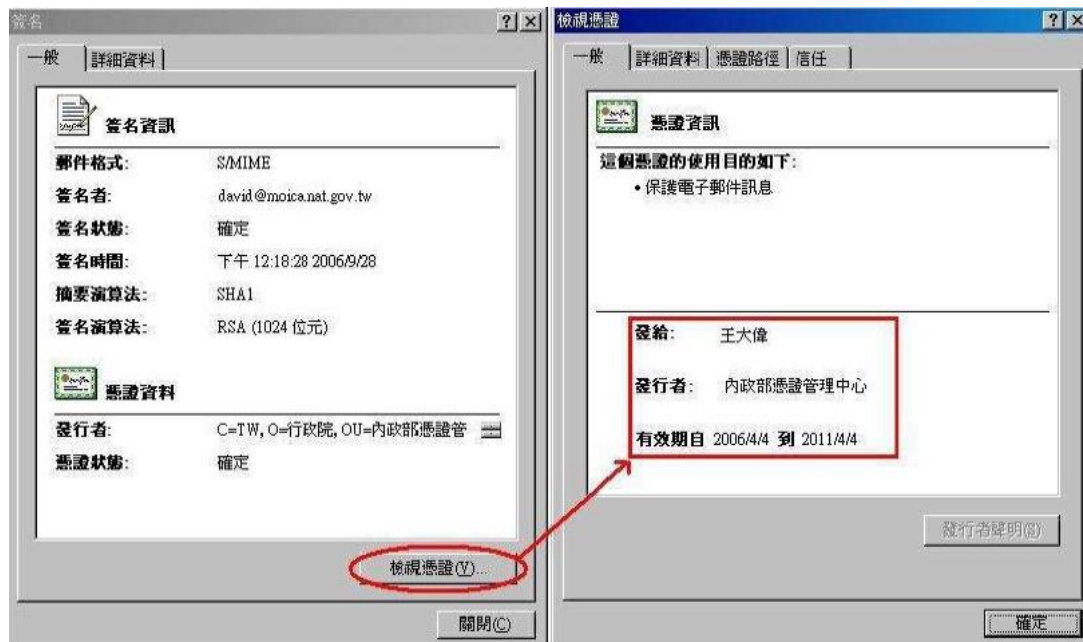 簽名
一般 詳細資料
簽名資訊
郵件格式: S/MIME
簽名者: david@moica.nat.gov.tw
簽名狀態: 確定
簽名時間: 下午 12:18:28 2006/9/28
摘要演算法: SHA1
簽名演算法: RSA (1024 位元)
憑證資料
發行者: C=TW, O=行政院, OU=內政部憑證管
憑證狀態: 確定
檢視憑證(V)...
關閉(C)
檢視憑證
一般 詳細資料 憑證路徑 信任
憑證資訊
這個憑證的使用目的如下:
• 保護電子郵件訊息
發給: 王大偉
發行者: 內政部憑證管理中心
有效期自 2006/4/4 到 2011/4/4
發行者聲明(S)
確定